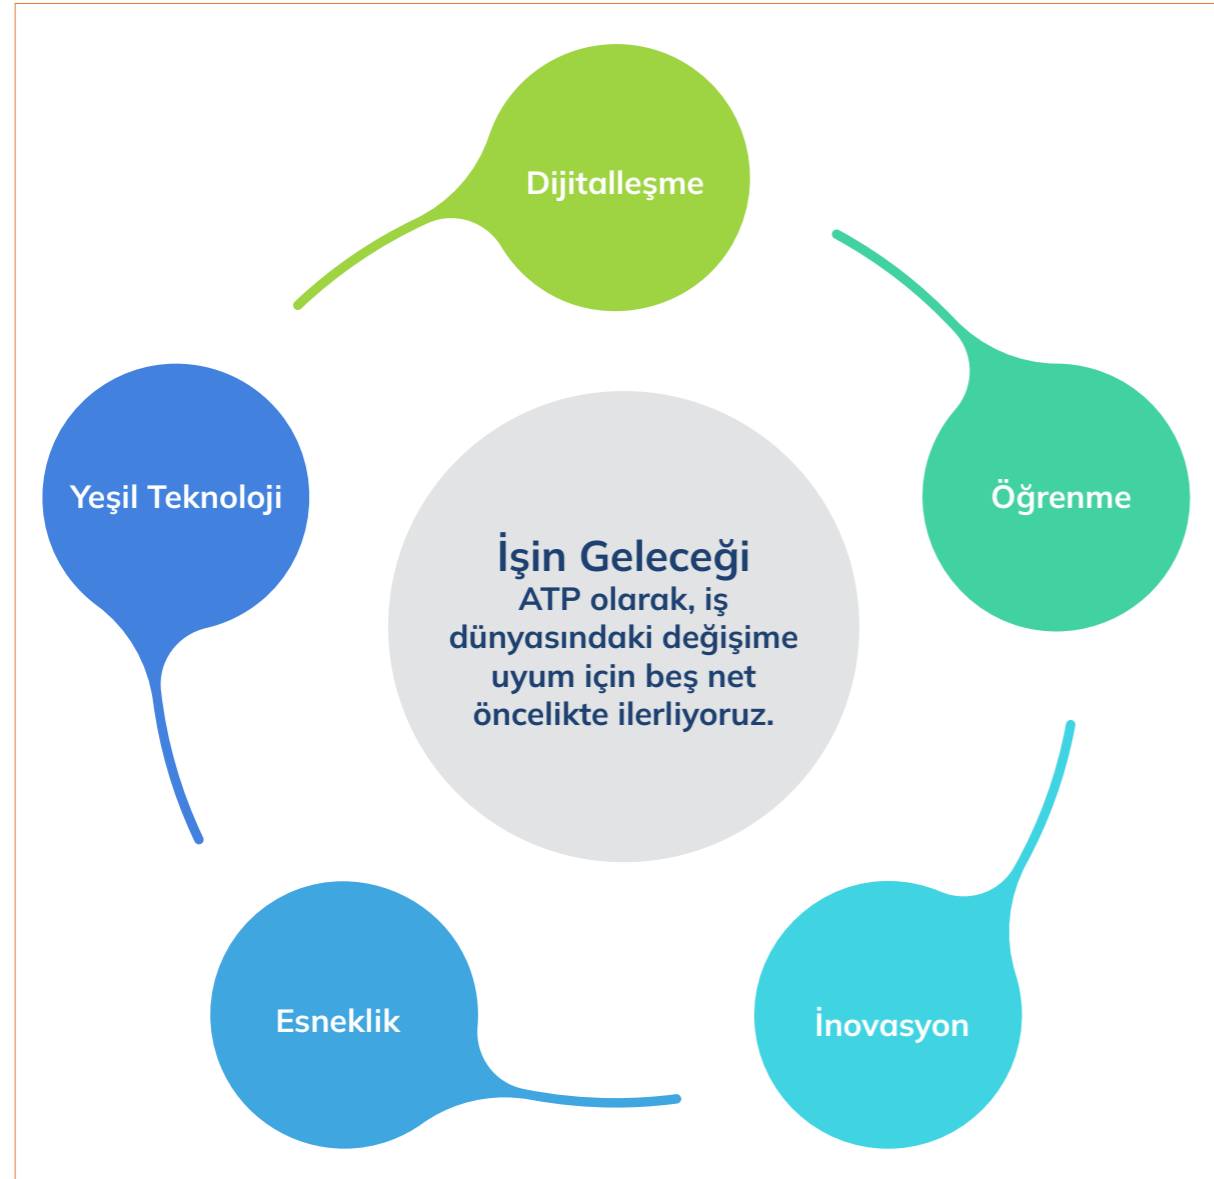 Dijitalleşme
Öğrenme
Yeşil Teknoloji
İşin Geleceği
ATP olarak, iş
dünyasındaki değişime
uyum için beş net
öncelikte ilerliyoruz.
Esneklik
İnovasyon